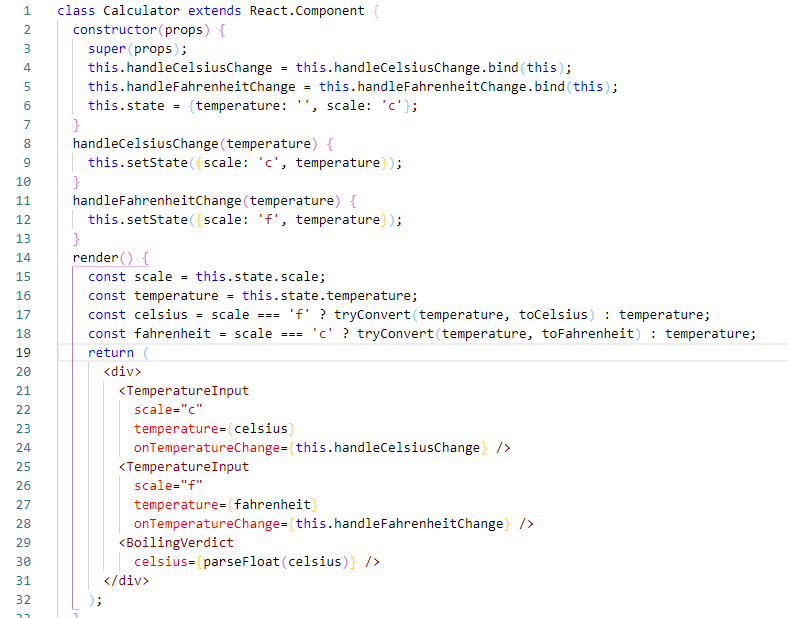 1 class Calculator extends React.Component {
2 constructor(props) {
3 super(props);
4 this.handleCelsiusChange = this.handleCelsiusChange.bind(this);
5 this.handleFahrenheitChange = this.handleFahrenheitChange.bind(this);
6 this.state = {temperature: '', scale: 'c'};
7 }
8 handleCelsiusChange(temperature) {
9 this.setState({scale: 'c', temperature});
10 }
11 handleFahrenheitChange(temperature) {
12 this.setState({scale: 'f', temperature});
13 }
14 render() {
15 const scale = this.state.scale;
16 const temperature = this.state.temperature;
17 const celsius = scale === 'f' ? tryConvert(temperature, toCelsius) : temperature;
18 const fahrenheit = scale === 'c' ? tryConvert(temperature, toFahrenheit) : temperature;
19 return (
20 <div>
21 <TemperatureInput
22 scale="c"
23 temperature={celsius}
24 onTemperatureChange={this.handleCelsiusChange} />
25 <TemperatureInput
26 scale="f"
27 temperature={fahrenheit}
28 onTemperatureChange={this.handleFahrenheitChange} />
29 <BoilingVerdict
30 celsius={parseFloat(celsius)} />
31 </div>
32 );